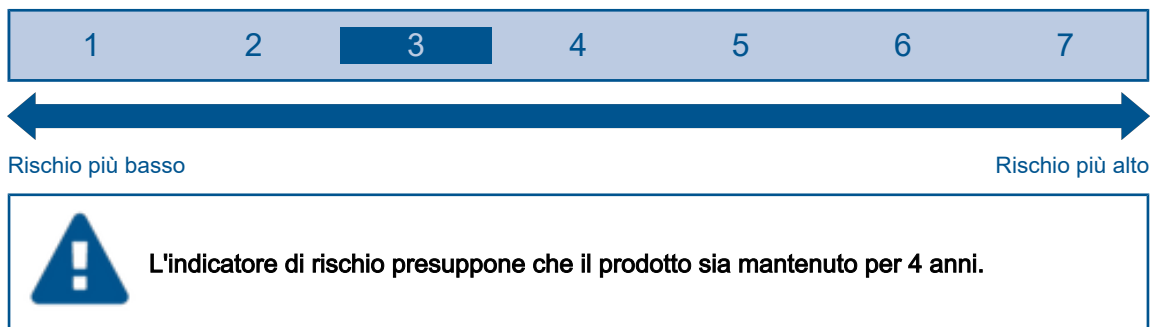 1 2 3 4 5 6 7
Rischio più basso Rischio più alto
L'indicatore di rischio presuppone che il prodotto sia mantenuto per 4 anni.